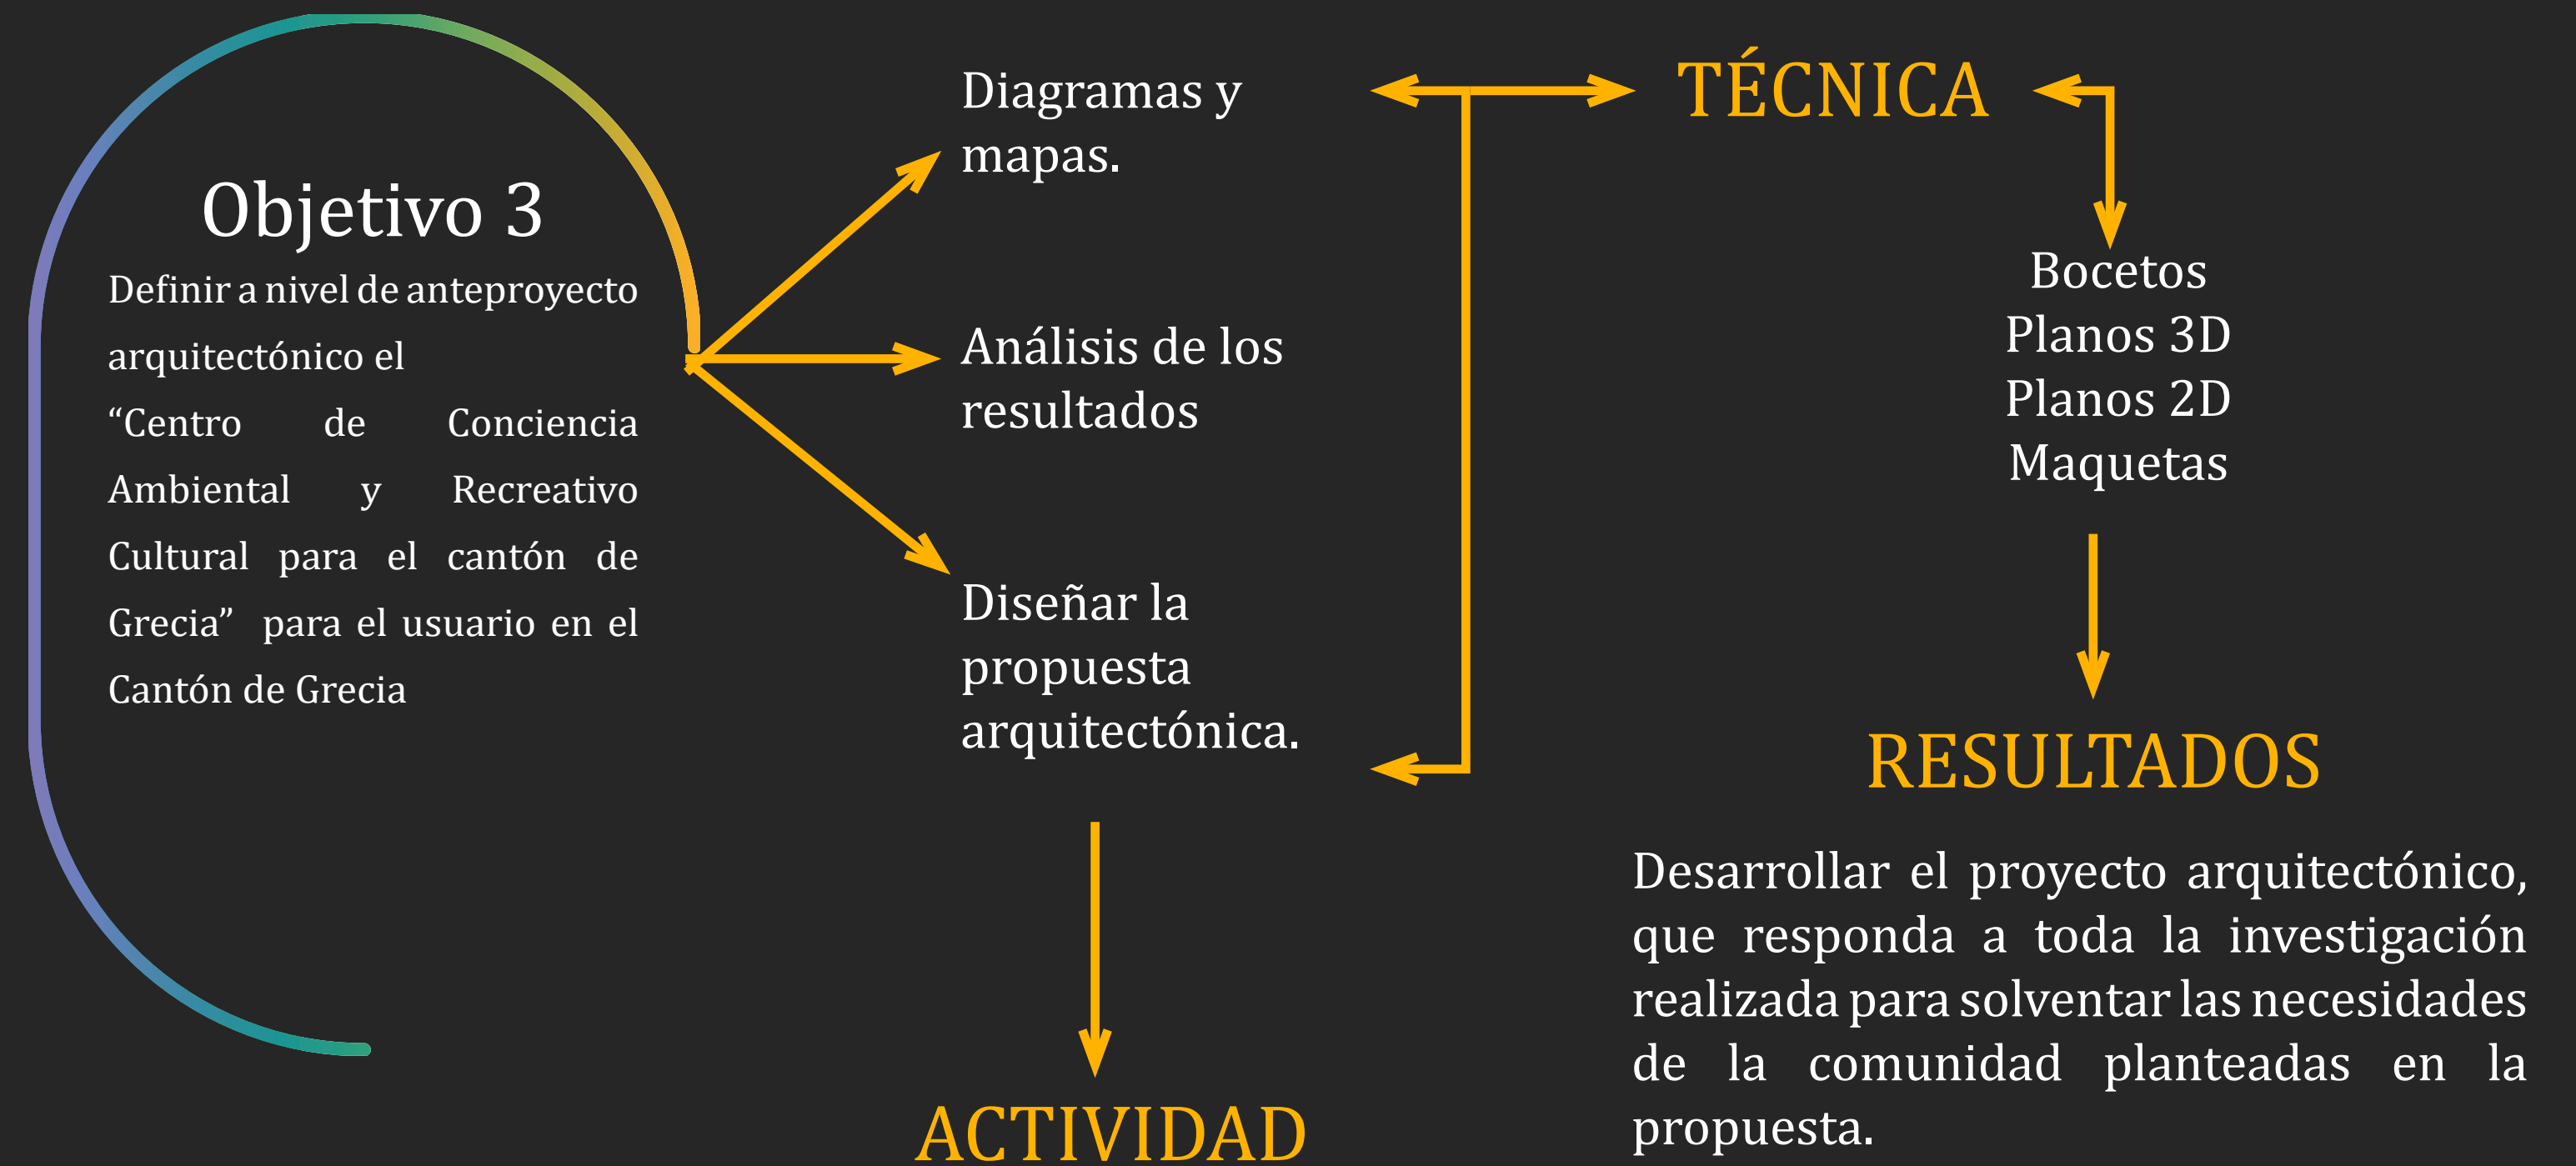 Objetivo 3
Definir a nivel de anteproyecto
arquitectónico el
“Centro de Conciencia
Ambiental y Recreativo
Cultural para el cantón de
Grecia” para el usuario en el
Cantón de Grecia
Diagramas y
mapas.
Análisis de los
resultados
Diseñar la
propuesta
arquitectónica.
ACTIVIDAD
TÉCNICA
Bocetos
Planos 3D
Planos 2D
Maquetas
RESULTADOS
Desarrollar el proyecto arquitectónico,
que responda a toda la investigación
realizada para solventar las necesidades
de la comunidad planteadas en la
propuesta.